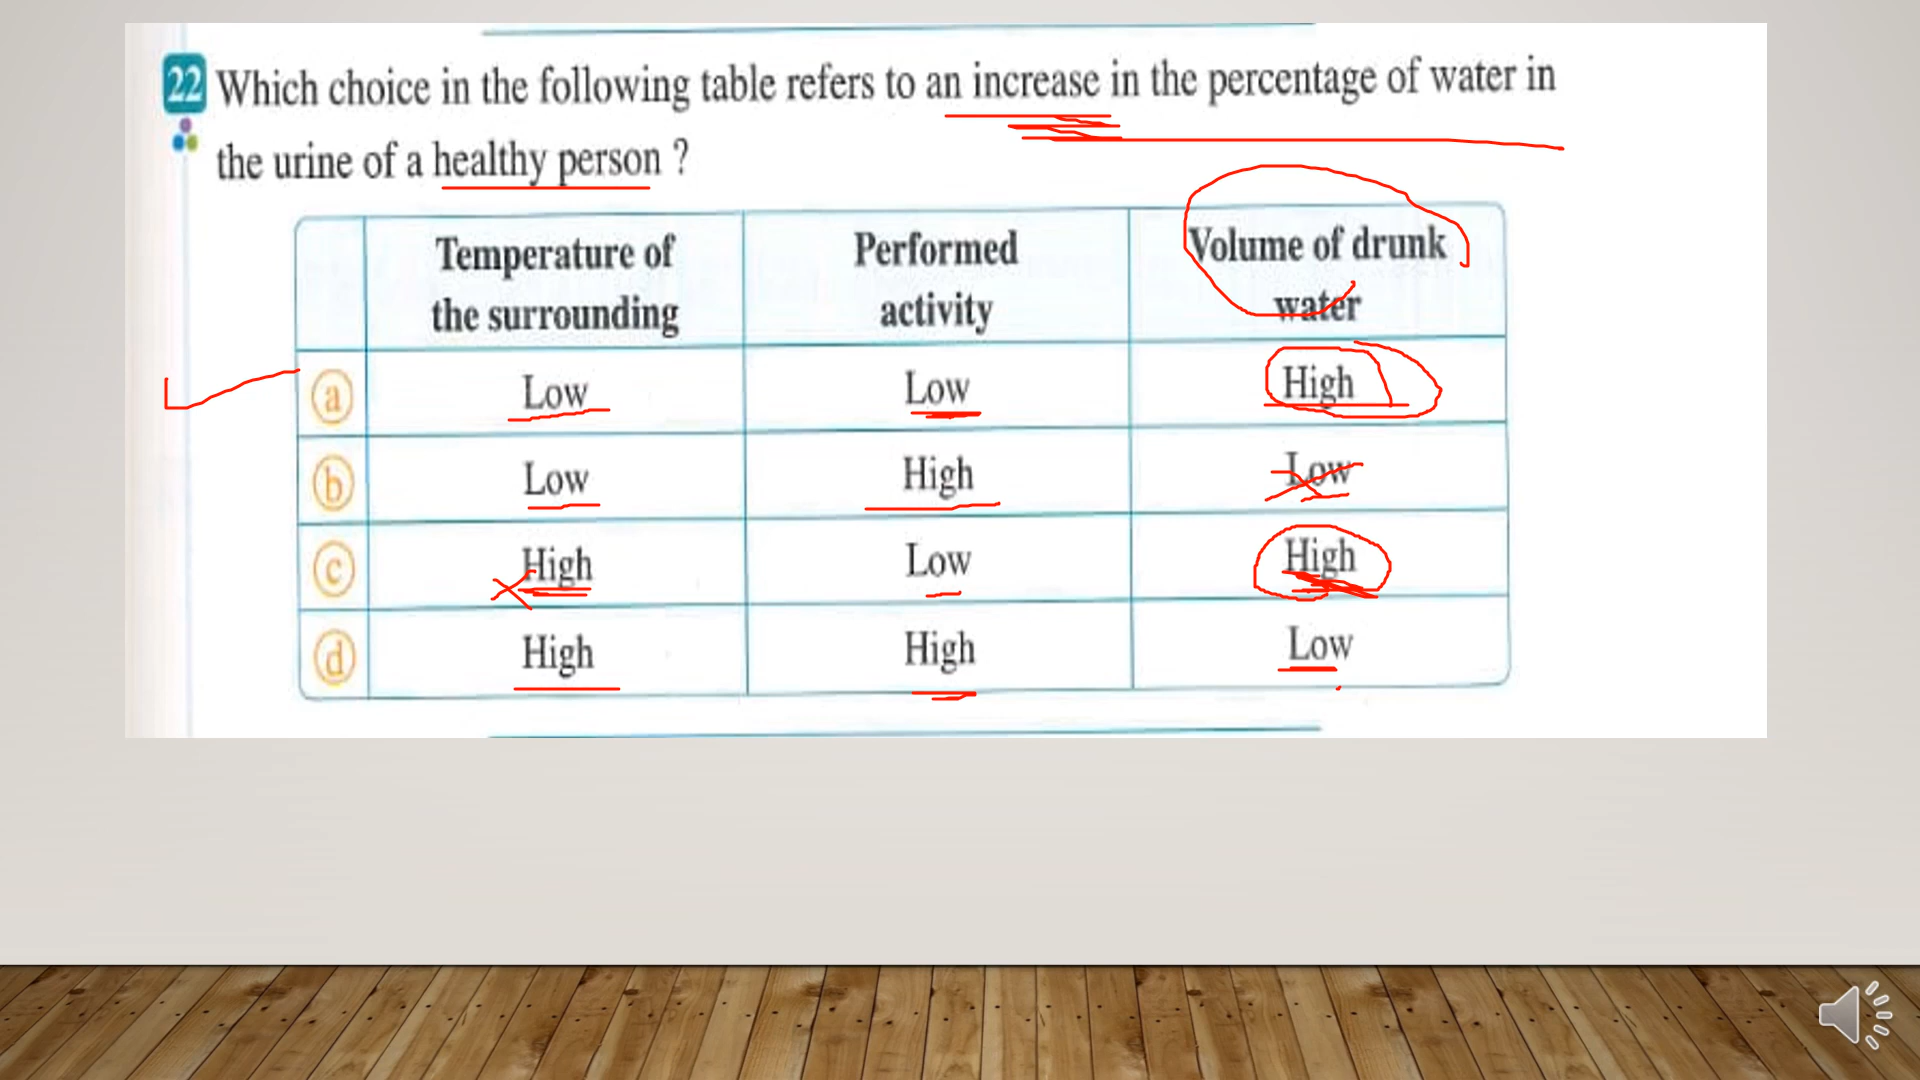 22 Which choice in the following table refers to an increase in the percentage of water in
the urine of a healthy person ?
Temperature of the surrounding Performed activity Volume of drunk water
a Low Low High
b Low High Low
c High Low High
d High High Low